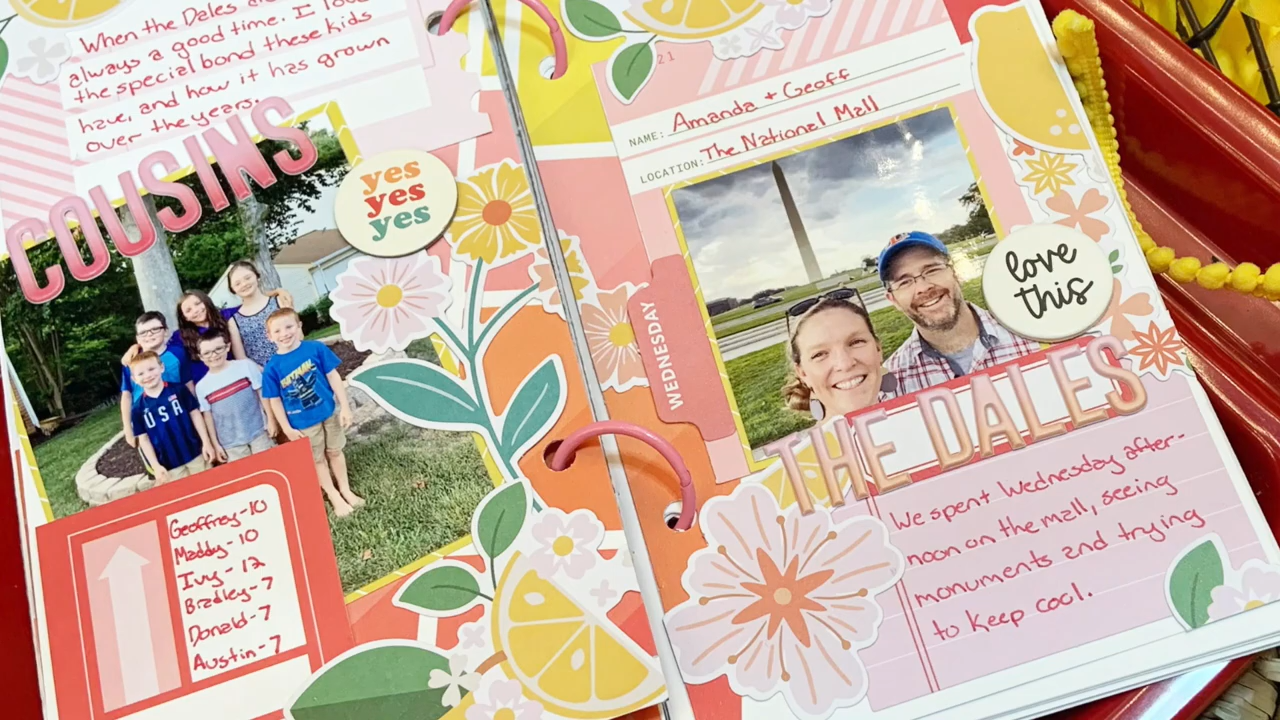 When the Dales
always a good time. I love
the special bond these kids
have, and how it has grown
over the years.
COUSINS
yes
yes
yes
USA
Geoffrey-10
Maddy-10
Ivy-12
Bradley-7
Donald-7
Austin-7
21
NAME: Amanda + Geoff
LOCATION: The National Mall
WEDNESDAY
love
this
THE DALES
We spent Wednesday after-
noon on the mall, seeing
monuments and trying
to keep cool.